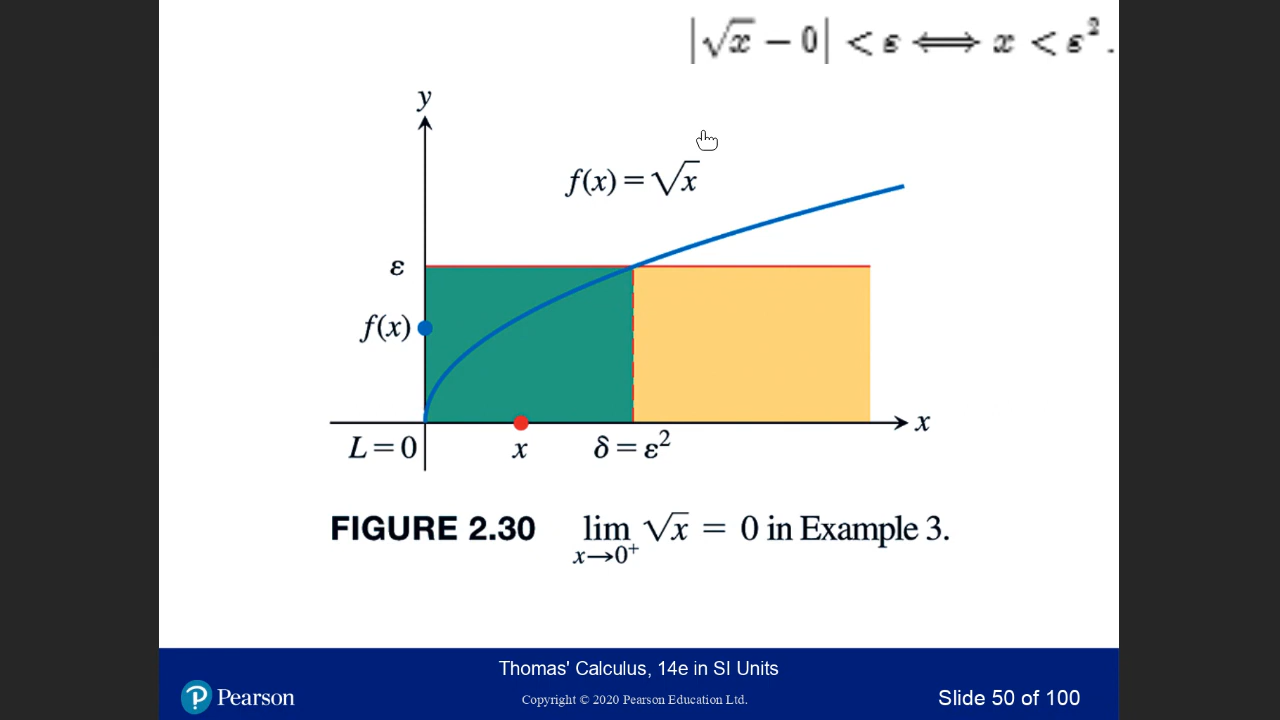 |√x − 0| < ε ⟺ x < ε².
y
f(x) = √x
ε
f(x)
x
L = 0
x
δ = ε²
FIGURE 2.30 lim x→0⁺ √x = 0 in Example 3.
Thomas' Calculus, 14e in SI Units
P Pearson
Copyright © 2020 Pearson Education Ltd.
Slide 50 of 100